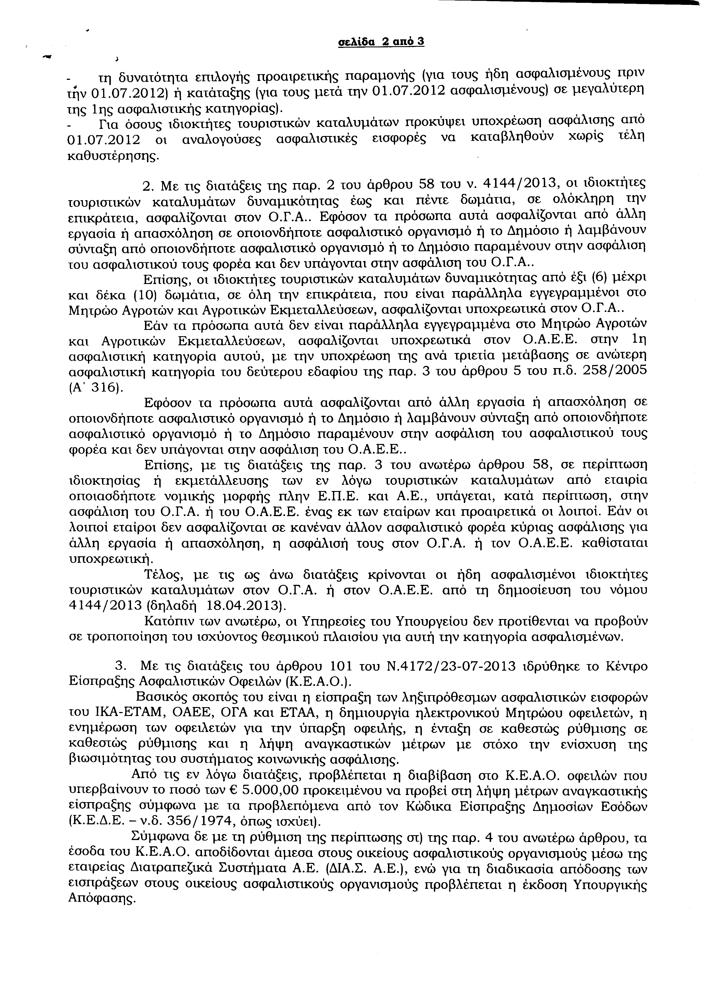 σελίδα 2 από 3
- τη δυνατότητα επιλογής προαιρετικής παραμονής (για τους ήδη ασφαλισμένους πριν
την 01.07.2012) ή κατάταξης (για τους μετά την 01.07.2012 ασφαλισμένους) σε μεγαλύτερη
της 1ης ασφαλιστικής κατηγορίας).
- Για όσους ιδιοκτήτες τουριστικών καταλυμάτων προκύψει υποχρέωση ασφάλισης από
01.07.2012 οι αναλογούσες ασφαλιστικές εισφορές να καταβληθούν χωρίς τέλη
καθυστέρησης.
2. Με τις διατάξεις της παρ. 2 του άρθρου 58 του ν. 4144/2013, οι ιδιοκτήτες
τουριστικών καταλυμάτων δυναμικότητας έως και πέντε δωμάτια, σε ολόκληρη την
επικράτεια, ασφαλίζονται στον Ο.Γ.Α.. Εφόσον τα πρόσωπα αυτά ασφαλίζονται από άλλη
εργασία ή απασχόληση σε οποιονδήποτε ασφαλιστικό οργανισμό ή το Δημόσιο ή λαμβάνουν
σύνταξη από οποιονδήποτε ασφαλιστικό οργανισμό ή το Δημόσιο παραμένουν στην ασφάλιση
του ασφαλιστικού τους φορέα και δεν υπάγονται στην ασφάλιση του Ο.Γ.Α..
Επίσης, οι ιδιοκτήτες τουριστικών καταλυμάτων δυναμικότητας από έξι (6) μέχρι
και δέκα (10) δωμάτια, σε όλη την επικράτεια, που είναι παράλληλα εγγεγραμμένοι στο
Μητρώο Αγροτών και Αγροτικών Εκμεταλλεύσεων, ασφαλίζονται υποχρεωτικά στον Ο.Γ.Α..
Εάν τα πρόσωπα αυτά δεν είναι παράλληλα εγγεγραμμένα στο Μητρώο Αγροτών
και Αγροτικών Εκμεταλλεύσεων, ασφαλίζονται υποχρεωτικά στον Ο.Α.Ε.Ε. στην 1η
ασφαλιστική κατηγορία αυτού, με την υποχρέωση της ανά τριετία μετάβασης σε ανώτερη
ασφαλιστική κατηγορία του δεύτερου εδαφίου της παρ. 3 του άρθρου 5 του π.δ. 258/2005
(Α' 316).
Εφόσον τα πρόσωπα αυτά ασφαλίζονται από άλλη εργασία ή απασχόληση σε
οποιονδήποτε ασφαλιστικό οργανισμό ή το Δημόσιο ή λαμβάνουν σύνταξη από οποιονδήποτε
ασφαλιστικό οργανισμό ή το Δημόσιο παραμένουν στην ασφάλιση του ασφαλιστικού τους
φορέα και δεν υπάγονται στην ασφάλιση του Ο.Α.Ε.Ε..
Επίσης, με τις διατάξεις της παρ. 3 του ανωτέρω άρθρου 58, σε περίπτωση
ιδιοκτησίας ή εκμετάλλευσης των εν λόγω τουριστικών καταλυμάτων από εταιρία
οποιασδήποτε νομικής μορφής πλην Ε.Π.Ε. και Α.Ε., υπάγεται, κατά περίπτωση, στην
ασφάλιση του Ο.Γ.Α. ή του Ο.Α.Ε.Ε. ένας εκ των εταίρων και προαιρετικά οι λοιποί. Εάν οι
λοιποί εταίροι δεν ασφαλίζονται σε κανέναν άλλον ασφαλιστικό φορέα κύριας ασφάλισης για
άλλη εργασία ή απασχόληση, η ασφάλισή τους στον Ο.Γ.Α. ή τον Ο.Α.Ε.Ε. καθίσταται
υποχρεωτική.
Τέλος, με τις ως άνω διατάξεις κρίνονται οι ήδη ασφαλισμένοι ιδιοκτήτες
τουριστικών καταλυμάτων στον Ο.Γ.Α. ή στον Ο.Α.Ε.Ε. από τη δημοσίευση του νόμου
4144/2013 (δηλαδή 18.04.2013).
Κατόπιν των ανωτέρω, οι Υπηρεσίες του Υπουργείου δεν προτίθενται να προβούν
σε τροποποίηση του ισχύοντος θεσμικού πλαισίου για αυτή την κατηγορία ασφαλισμένων.
3. Με τις διατάξεις του άρθρου 101 του Ν.4172/23-07-2013 ιδρύθηκε το Κέντρο
Είσπραξης Ασφαλιστικών Οφειλών (Κ.Ε.Α.Ο.).
Βασικός σκοπός του είναι η είσπραξη των ληξιπρόθεσμων ασφαλιστικών εισφορών
του ΙΚΑ-ΕΤΑΜ, ΟΑΕΕ, ΟΓΑ και ΕΤΑΑ, η δημιουργία ηλεκτρονικού Μητρώου οφειλετών, η
ενημέρωση των οφειλετών για την ύπαρξη οφειλής, η ένταξη σε καθεστώς ρύθμισης σε
καθεστώς ρύθμισης και η λήψη αναγκαστικών μέτρων με στόχο την ενίσχυση της
βιωσιμότητας του συστήματος κοινωνικής ασφάλισης.
Από τις εν λόγω διατάξεις, προβλέπεται η διαβίβαση στο Κ.Ε.Α.Ο. οφειλών που
υπερβαίνουν το ποσό των € 5.000,00 προκειμένου να προβεί στη λήψη μέτρων αναγκαστικής
είσπραξης σύμφωνα με τα προβλεπόμενα από τον Κώδικα Είσπραξης Δημοσίων Εσόδων
(Κ.Ε.Δ.Ε. – ν.δ. 356/1974, όπως ισχύει).
Σύμφωνα δε με τη ρύθμιση της περίπτωσης στ) της παρ. 4 του ανωτέρω άρθρου, τα
έσοδα του Κ.Ε.Α.Ο. αποδίδονται άμεσα στους οικείους ασφαλιστικούς οργανισμούς μέσω της
εταιρείας Διατραπεζικά Συστήματα Α.Ε. (ΔΙΑ.Σ. Α.Ε.), ενώ για τη διαδικασία απόδοσης των
εισπράξεων στους οικείους ασφαλιστικούς οργανισμούς προβλέπεται η έκδοση Υπουργικής
Απόφασης.